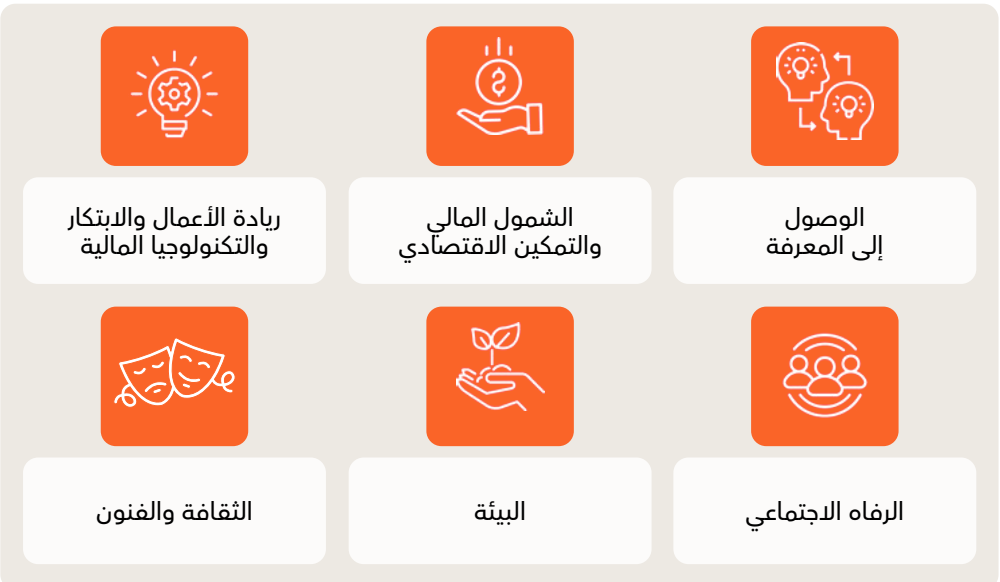 الوصول
إلى المعرفة
الشمول المالي
والتمكين الاقتصادي
ريادة الأعمال والابتكار
والتكنولوجيا المالية
الرفاه الاجتماعي
البيئة
الثقافة والفنون